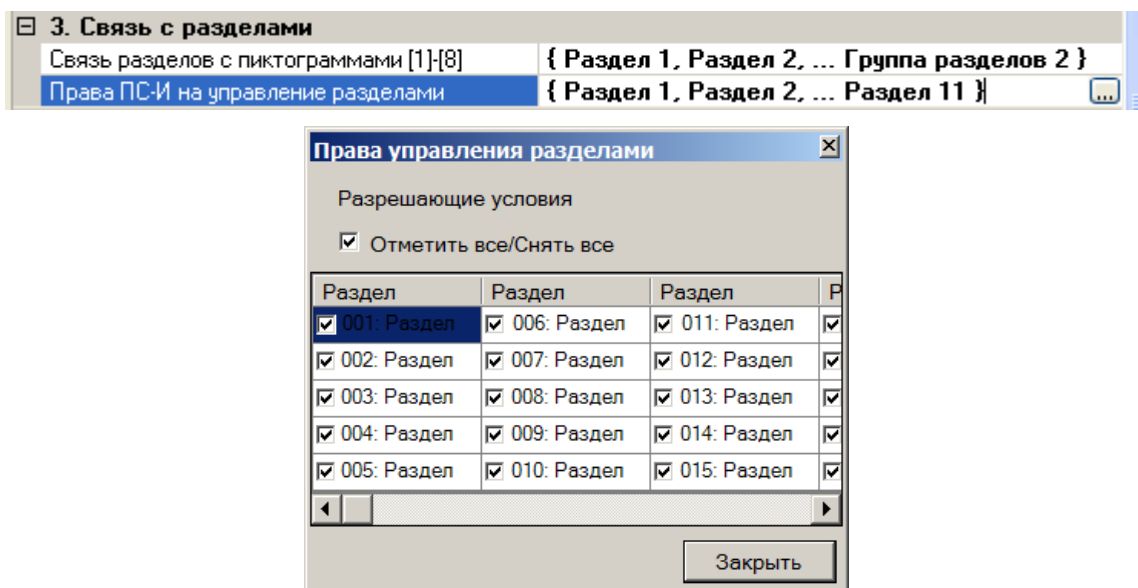 3. Связь с разделами
Связь разделов с пиктограммами [1]-[8] { Раздел 1, Раздел 2, ... Группа разделов 2 }
Права ПС-И на управление разделами { Раздел 1, Раздел 2, ... Раздел 11 } ...
Права управления разделами
Разрешающие условия
Отметить все/Снять все
Раздел Раздел Раздел Р
001: Раздел 006: Раздел 011: Раздел
002: Раздел 007: Раздел 012: Раздел
003: Раздел 008: Раздел 013: Раздел
004: Раздел 009: Раздел 014: Раздел
005: Раздел 010: Раздел 015: Раздел
Закрыть